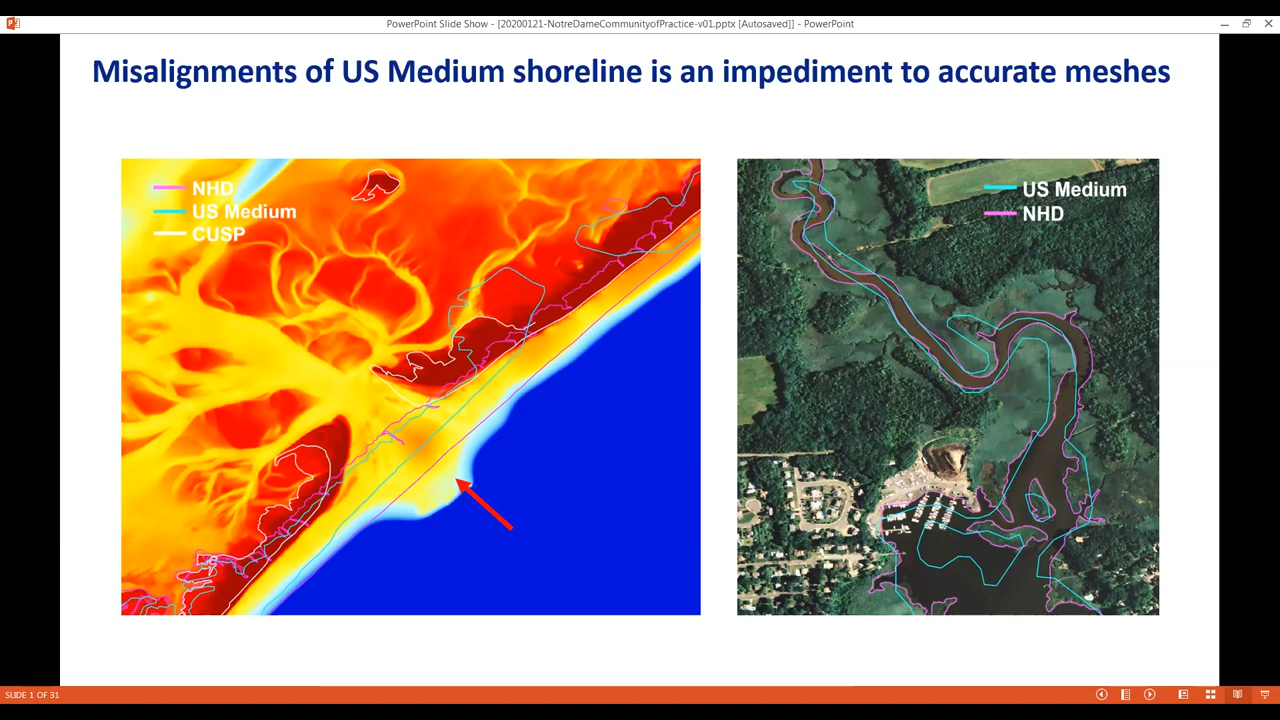 PowerPoint Slide Show - [20200121-NotreDameCommunityofPractice-v01.pptx [Autosaved]] - PowerPoint
Misalignments of US Medium shoreline is an impediment to accurate meshes
NHD
US Medium
CUSP
US Medium
NHD
SLIDE 1 OF 31